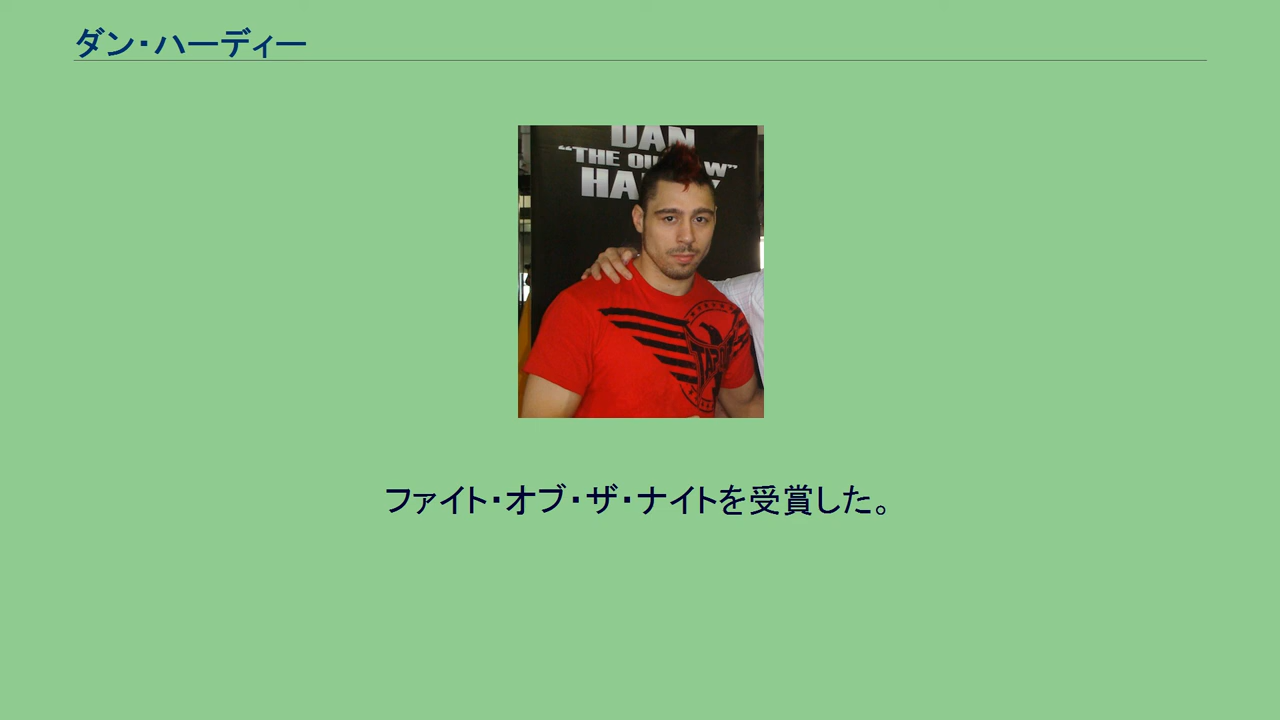 ダン・ハーディー
DAN
"THE OU W"
HA
TAPOU
ファイト・オブ・ザ・ナイトを受賞した。